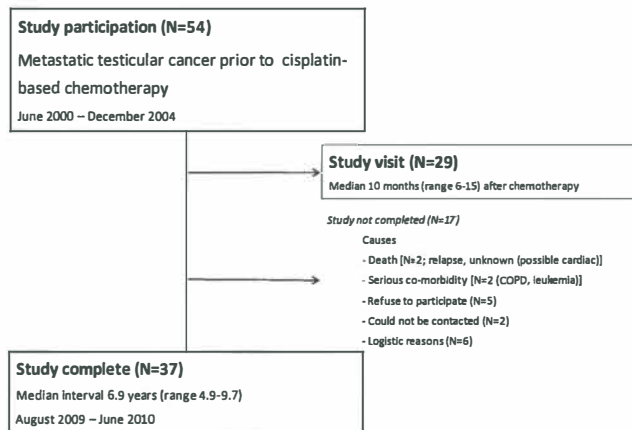 Study participation (N=54)
Metastatic testicular cancer prior to cisplatin-
based chemotherapy
June 2000 – December 2004
Study visit (N=29)
Median 10 months (range 6-15) after chemotherapy
Study not completed (N=17)
Causes
- Death [N=2; relapse, unknown (possible cardiac)]
- Serious co-morbidity [N=2 (COPD, leukemia)]
- Refuse to participate (N=5)
- Could not be contacted (N=2)
- Logistic reasons (N=6)
Study complete (N=37)
Median interval 6.9 years (range 4.9-9.7)
August 2009 – June 2010